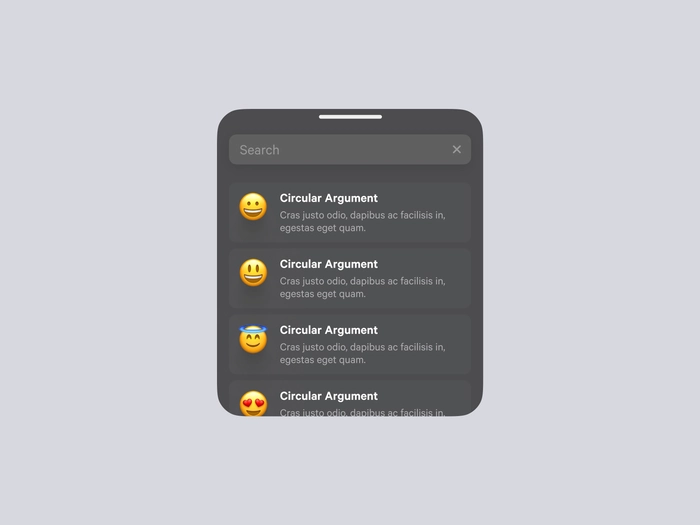 Search
Circular Argument
Cras justo odio, dapibus ac facilisis in,
egestas eget quam.
Circular Argument
Cras justo odio, dapibus ac facilisis in,
egestas eget quam.
Circular Argument
Cras justo odio, dapibus ac facilisis in,
egestas eget quam.
Circular Argument
Cras justo odio, dapibus ac facilisis in,